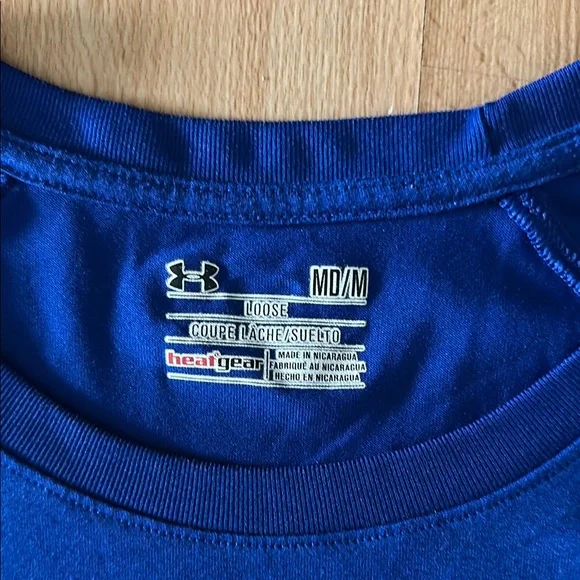 MD/M
LOOSE
COUPE LÂCHE/SUELTO
heatgear
MADE IN NICARAGUA
FABRIQUÉ AU NICARAGUA
HECHO EN NICARAGUA